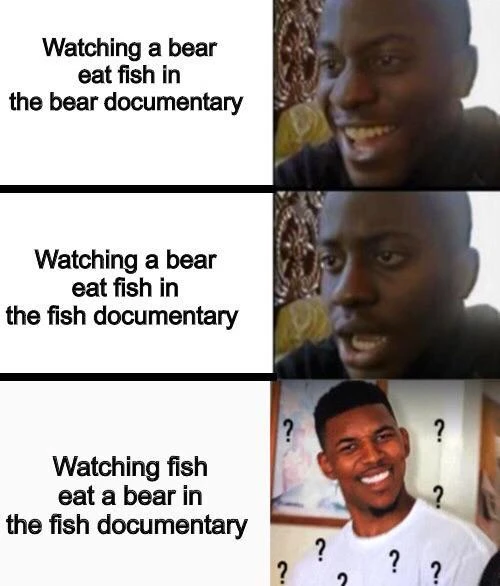 Watching a bear
eat fish in
the bear documentary
Watching a bear
eat fish in
the fish documentary
Watching fish
eat a bear in
the fish documentary
? ?
?
? ?
? ? ?